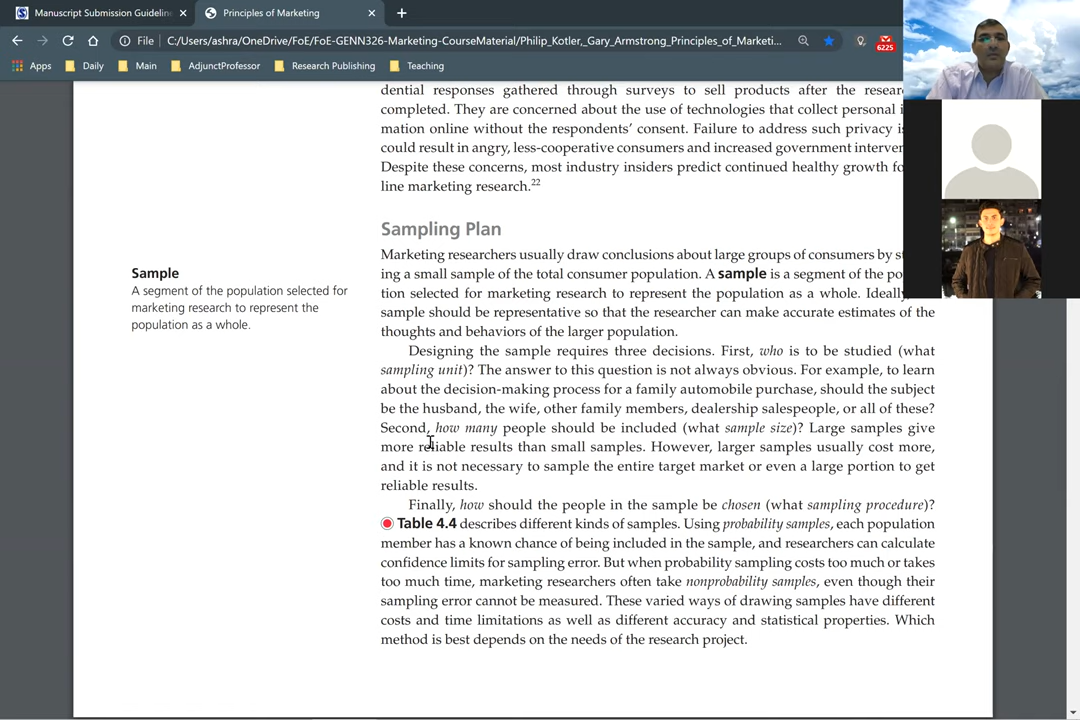 Manuscript Submission Guidelin
Principles of Marketing
File
C:/Users/ashra/OneDrive/FoE/FoE-GENN326-Marketing-CourseMaterial/Philip_Kotler,_Gary_Armstrong_Principles_of_Marketi...
6225
Apps
Daily
Main
AdjunctProfessor
Research Publishing
Teaching
dential responses gathered through surveys to sell products after the resear
completed. They are concerned about the use of technologies that collect personal i
mation online without the respondents' consent. Failure to address such privacy is
could result in angry, less-cooperative consumers and increased government interven
Despite these concerns, most industry insiders predict continued healthy growth fo
line marketing research.22
Sampling Plan
Marketing researchers usually draw conclusions about large groups of consumers by st
ing a small sample of the total consumer population. A sample is a segment of the po
tion selected for marketing research to represent the population as a whole. Ideally
sample should be representative so that the researcher can make accurate estimates of the
thoughts and behaviors of the larger population.
Sample
A segment of the population selected for
marketing research to represent the
population as a whole.
Designing the sample requires three decisions. First, who is to be studied (what
sampling unit)? The answer to this question is not always obvious. For example, to learn
about the decision-making process for a family automobile purchase, should the subject
be the husband, the wife, other family members, dealership salespeople, or all of these?
Second, how many people should be included (what sample size)? Large samples give
more reliable results than small samples. However, larger samples usually cost more,
and it is not necessary to sample the entire target market or even a large portion to get
reliable results.
Finally, how should the people in the sample be chosen (what sampling procedure)?
Table 4.4 describes different kinds of samples. Using probability samples, each population
member has a known chance of being included in the sample, and researchers can calculate
confidence limits for sampling error. But when probability sampling costs too much or takes
too much time, marketing researchers often take nonprobability samples, even though their
sampling error cannot be measured. These varied ways of drawing samples have different
costs and time limitations as well as different accuracy and statistical properties. Which
method is best depends on the needs of the research project.